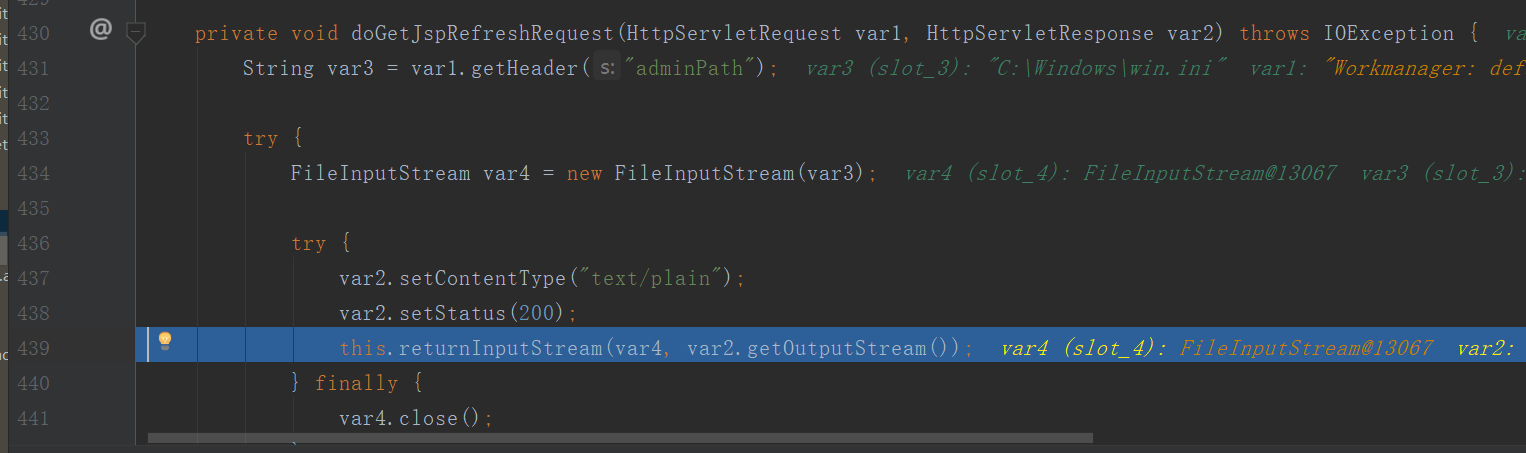 430 @ private void doGetJspRefreshRequest(HttpServletRequest var1, HttpServletResponse var2) throws IOException { va
431 String var3 = var1.getHeader( s: "adminPath"); var3 (slot_3): "C:\Windows\win.ini" var1: "Workmanager: def
432
433 try {
434 FileInputStream var4 = new FileInputStream(var3); var4 (slot_4): FileInputStream@13067 var3 (slot_3):
435
436 try {
437 var2.setContentType("text/plain");
438 var2.setStatus(200);
439 this.returnInputStream(var4, var2.getOutputStream()); var4 (slot_4): FileInputStream@13067 var2:
440 } finally {
441 var4.close();